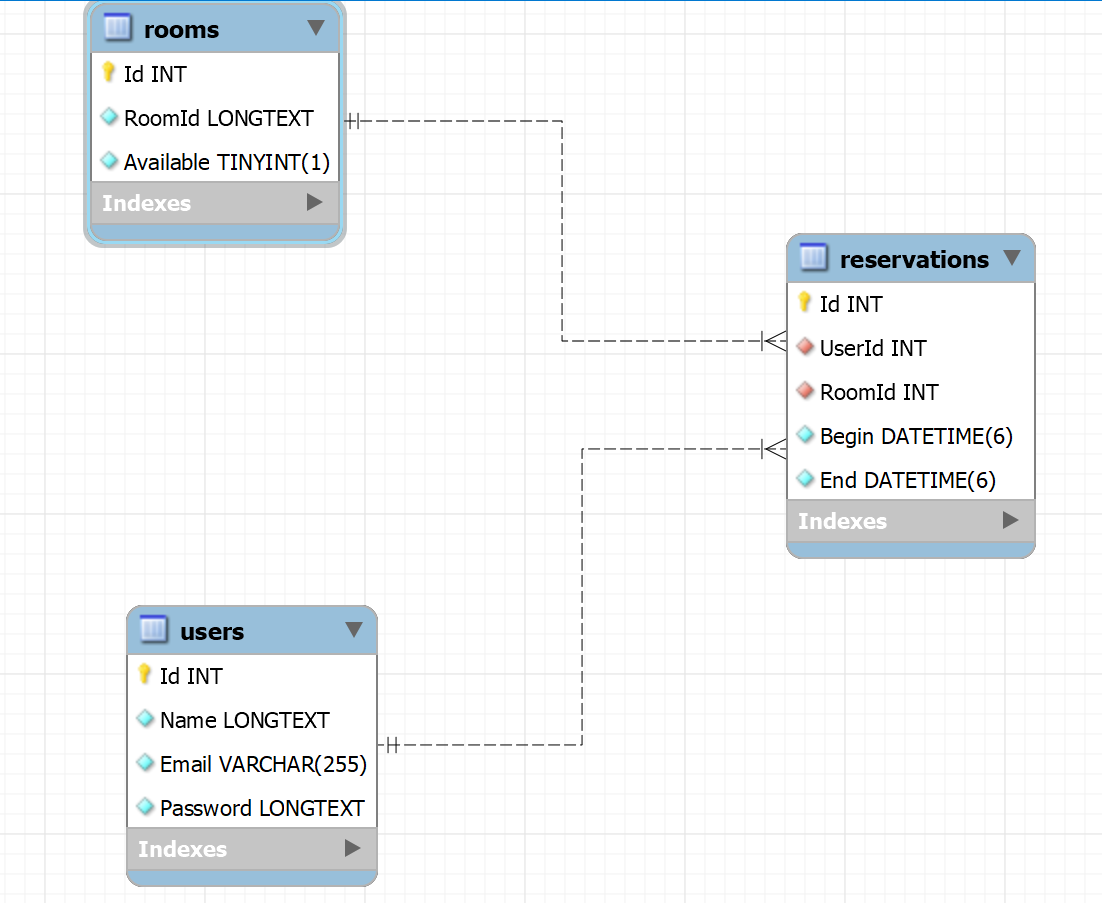 rooms
Id INT
RoomId LONGTEXT
Available TINYINT(1)
Indexes
reservations
Id INT
UserId INT
RoomId INT
Begin DATETIME(6)
End DATETIME(6)
Indexes
users
Id INT
Name LONGTEXT
Email VARCHAR(255)
Password LONGTEXT
Indexes